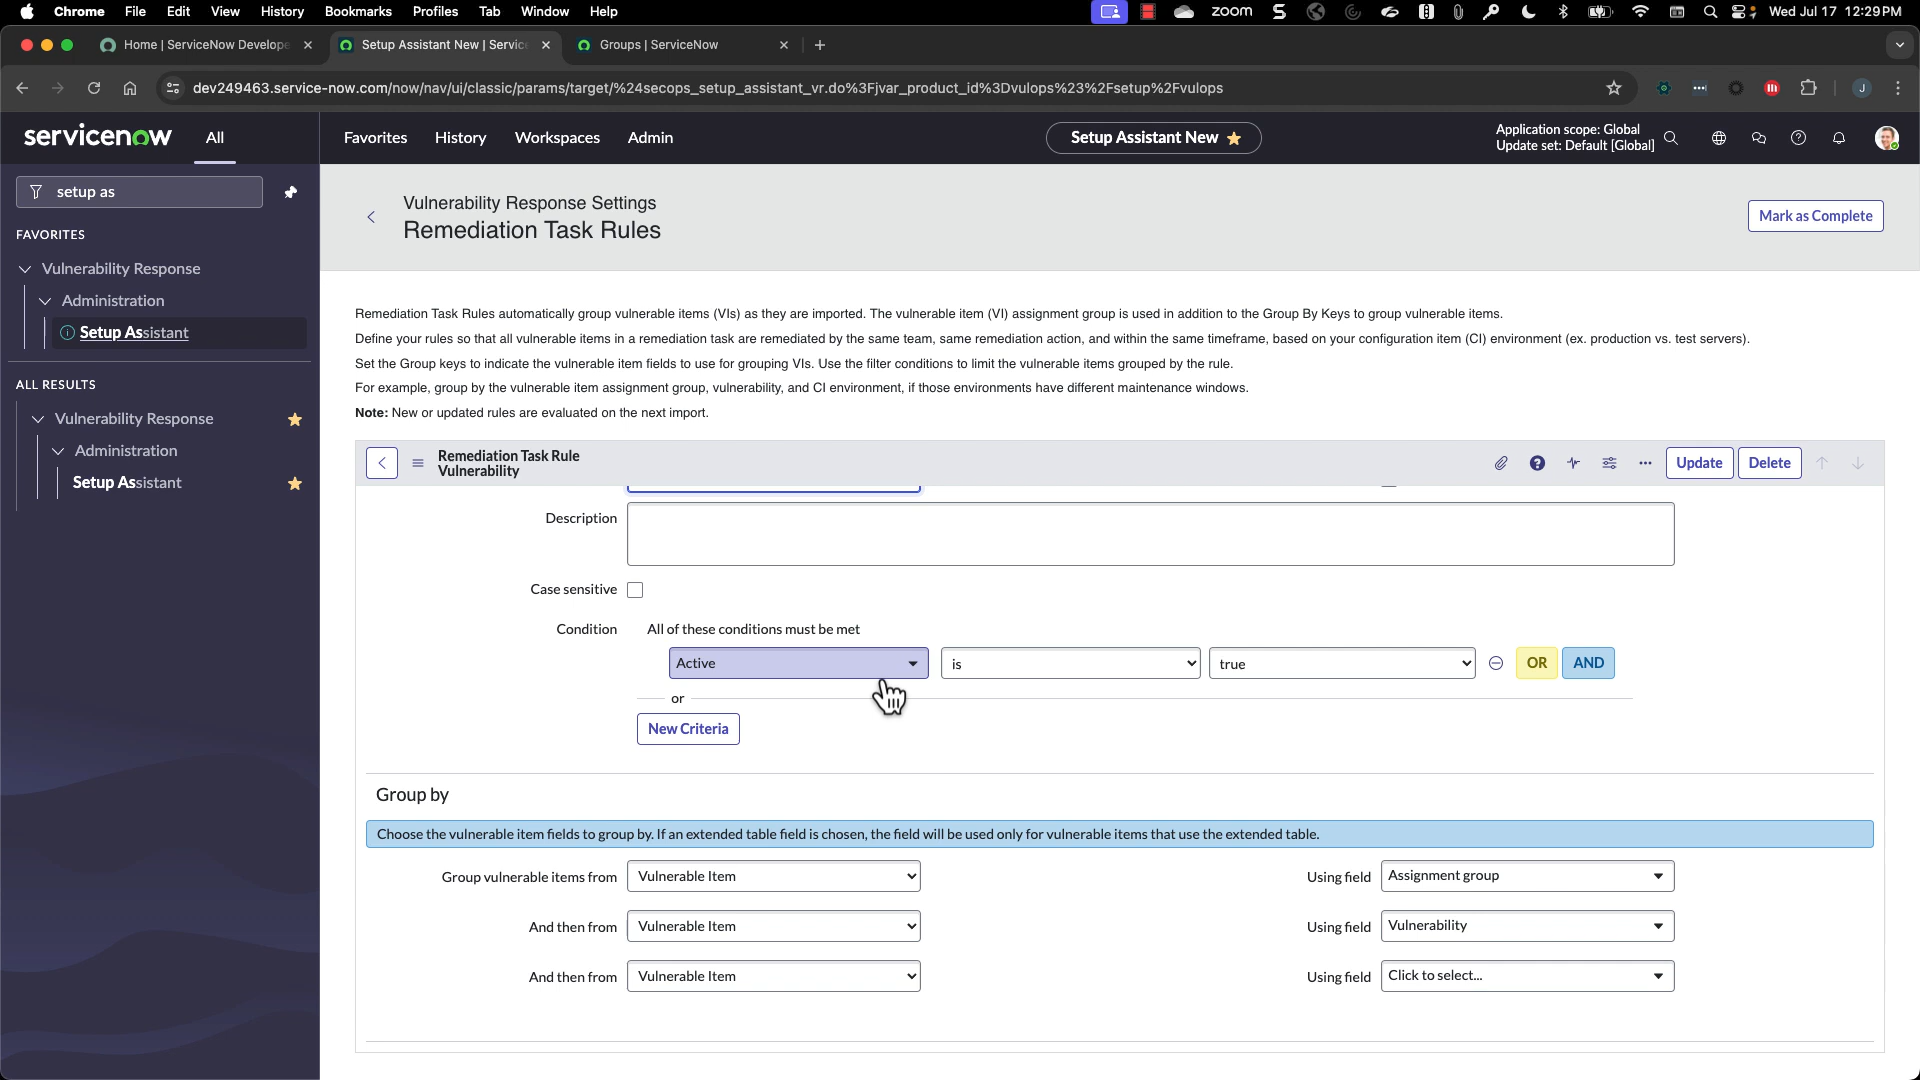 Chrome File Edit View History Bookmarks Profiles Tab Window Help zoom Wed Jul 17 12:29 PM
Home | ServiceNow Develope Setup Assistant New | Servic Groups | ServiceNow
dev249463.service-now.com/now/nav/ui/classic/params/target/%24secops_setup_assistant_vr.do%3Fjvar_product_id%3Dvulops%23%2Fsetup%2Fvulops
servicenow All Favorites History Workspaces Admin Setup Assistant New Application scope: Global
Update set: Default [Global]
setup as
FAVORITES
Vulnerability Response
Administration
Setup Assistant
ALL RESULTS
Vulnerability Response
Administration
Setup Assistant
Vulnerability Response Settings
Remediation Task Rules
Mark as Complete
Remediation Task Rules automatically group vulnerable items (VIs) as they are imported. The vulnerable item (VI) assignment group is used in addition to the Group By Keys to group vulnerable items.
Define your rules so that all vulnerable items in a remediation task are remediated by the same team, same remediation action, and within the same timeframe, based on your configuration item (CI) environment (ex. production vs. test servers).
Set the Group keys to indicate the vulnerable item fields to use for grouping VIs. Use the filter conditions to limit the vulnerable items grouped by the rule.
For example, group by the vulnerable item assignment group, vulnerability, and CI environment, if those environments have different maintenance windows.
Note: New or updated rules are evaluated on the next import.
Remediation Task Rule
Vulnerability
Update Delete
Description
Case sensitive
Condition All of these conditions must be met
Active is true OR AND
or
New Criteria
Group by
Choose the vulnerable item fields to group by. If an extended table field is chosen, the field will be used only for vulnerable items that use the extended table.
Group vulnerable items from Vulnerable Item Using field Assignment group
And then from Vulnerable Item Using field Vulnerability
And then from Vulnerable Item Using field Click to select...